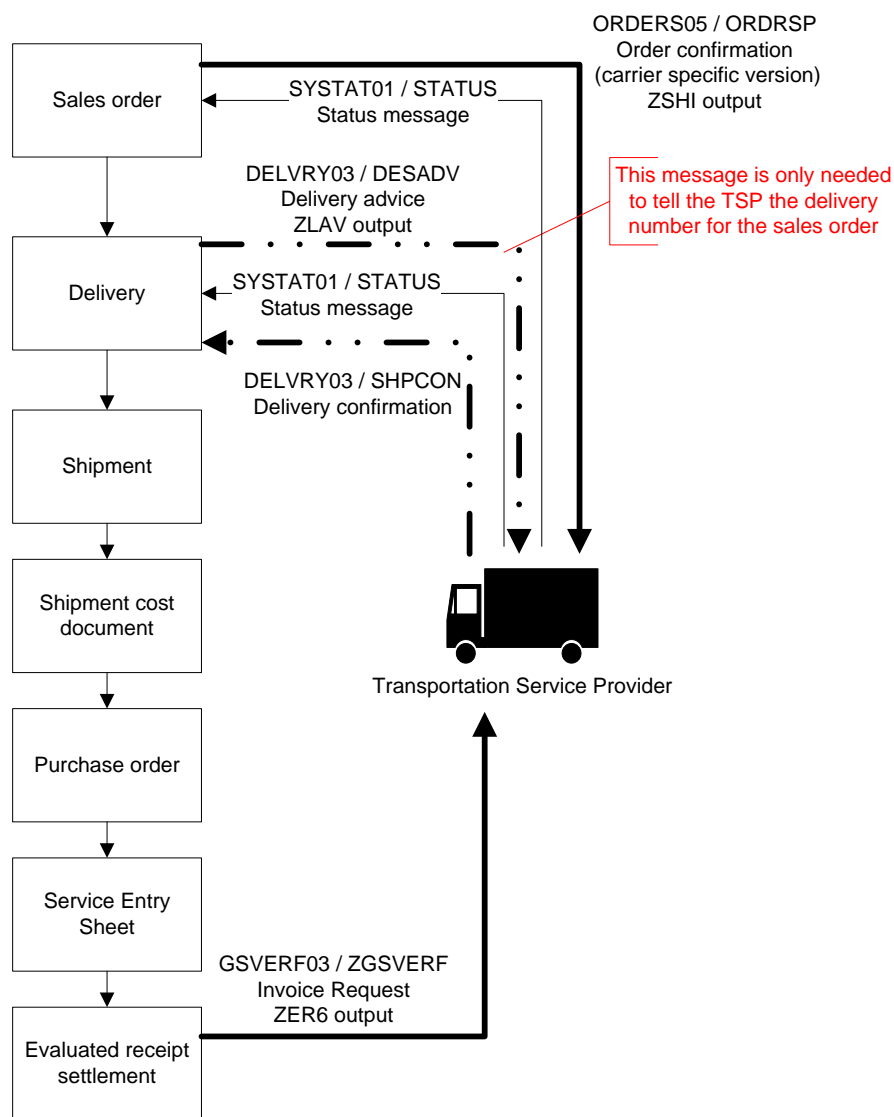 ORDERS05 / ORDRSP
Order confirmation
(carrier specific version)
ZSHI output
Sales order
SYSTAT01 / STATUS
Status message
DELVRY03 / DESADV
Delivery advice
ZLAV output
This message is only needed
to tell the TSP the delivery
number for the sales order
Delivery
SYSTAT01 / STATUS
Status message
DELVRY03 / SHPCON
Delivery confirmation
Shipment
Shipment cost
document
Transportation Service Provider
Purchase order
Service Entry
Sheet
GSVERF03 / ZGSVERF
Invoice Request
ZER6 output
Evaluated receipt
settlement